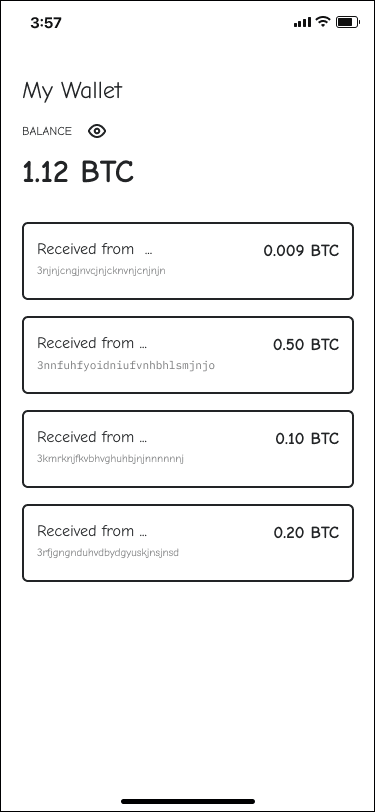 3:57
My Wallet
BALANCE
1.12 BTC
Received from ... 0.009 BTC
3njnjcngjnvcjnjcknvnjcnjnjn
Received from ... 0.50 BTC
3nnfuhfyoidniufvnhbhlsmjnjo
Received from ... 0.10 BTC
3kmrknjfkvbhvghuhbjnjnnnnnnj
Received from ... 0.20 BTC
3rfjgngnduhvdbydgyuskjnsjnsd